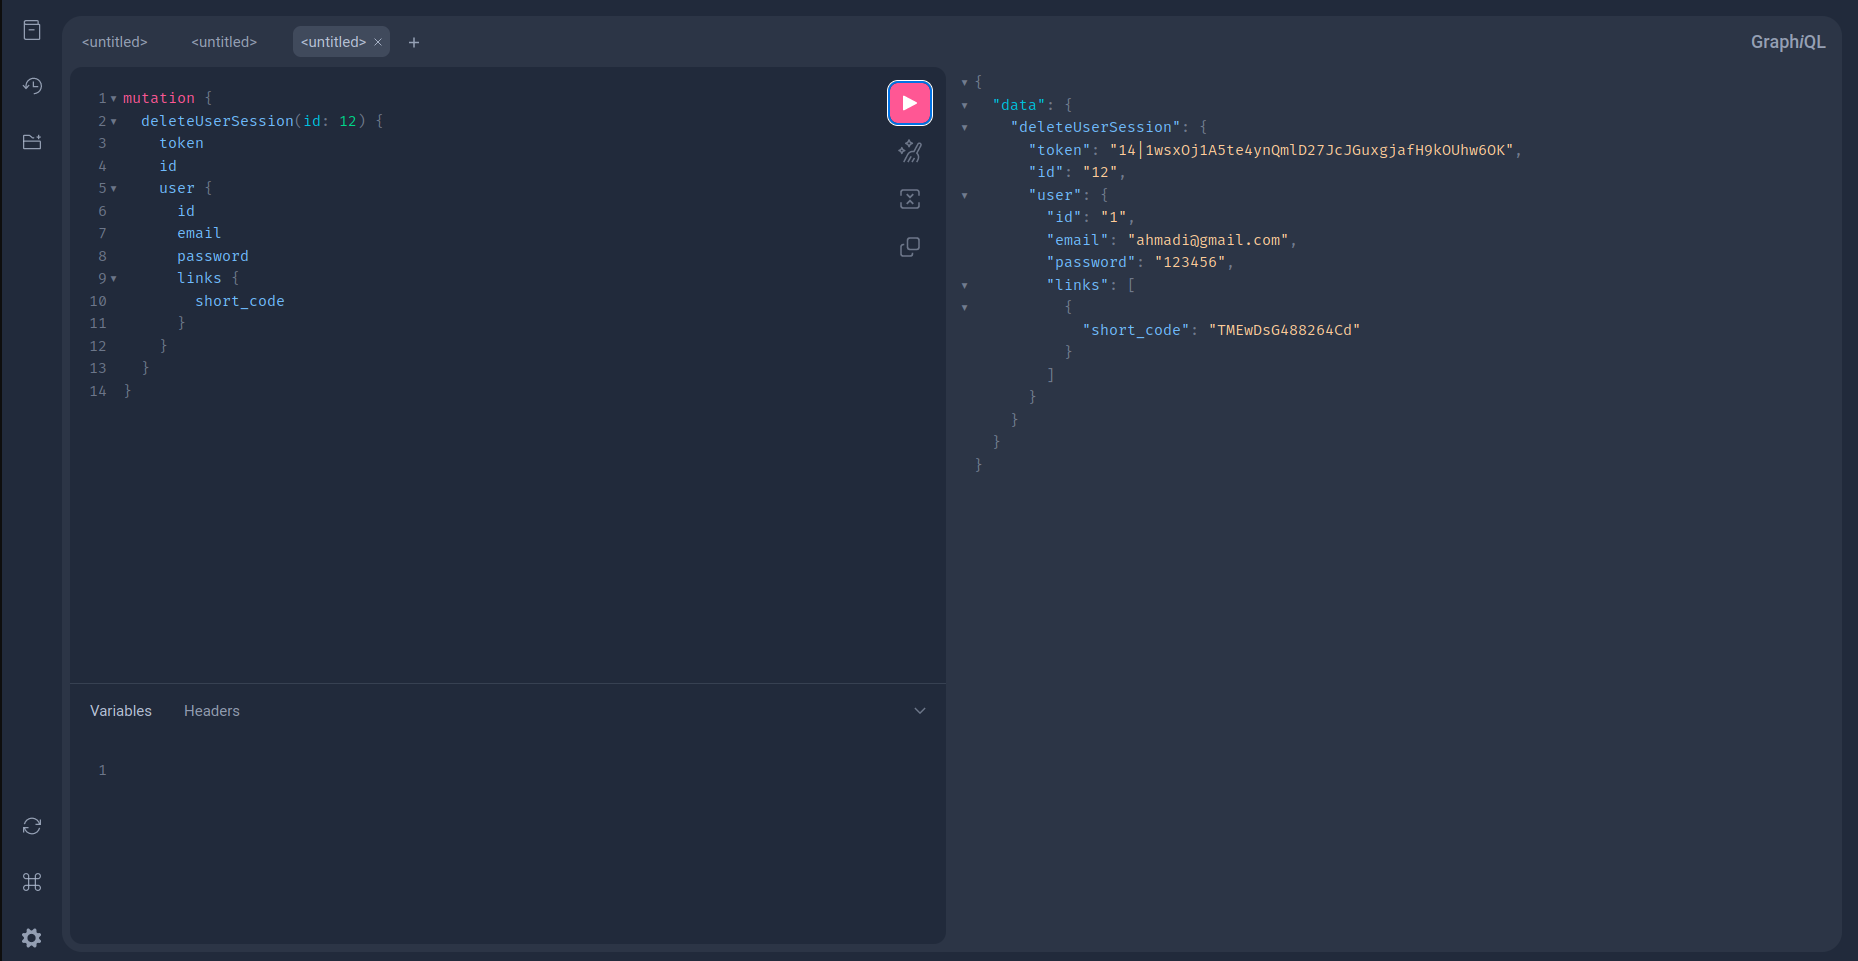 <untitled> <untitled> <untitled> × +
GraphiQL
1 mutation {
2 deleteUserSession(id: 12) {
3 token
4 id
5 user {
6 id
7 email
8 password
9 links {
10 short_code
11 }
12 }
13 }
14 }
Variables Headers
1
{
"data": {
"deleteUserSession": {
"token": "14|1wsxOj1A5te4ynQmlD27JcJGuxgjafH9kOUhw6OK",
"id": "12",
"user": {
"id": "1",
"email": "ahmadi@gmail.com",
"password": "123456",
"links": [
{
"short_code": "TMEwDsG488264Cd"
}
]
}
}
}
}